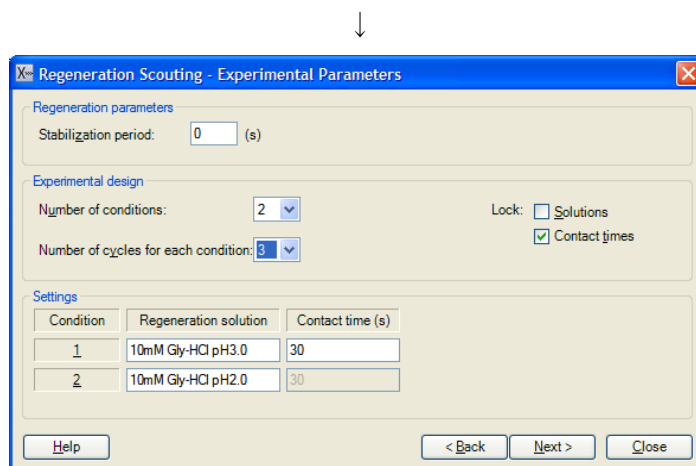 ↓
Regeneration Scouting - Experimental Parameters
Regeneration parameters
Stabilization period: 0 (s)
Experimental design
Number of conditions: 2 Lock: Solutions
Contact times
Number of cycles for each condition: 3
Settings
Condition Regeneration solution Contact time (s)
1 10mM Gly-HCl pH3.0 30
2 10mM Gly-HCl pH2.0 30
Help < Back Next > Close